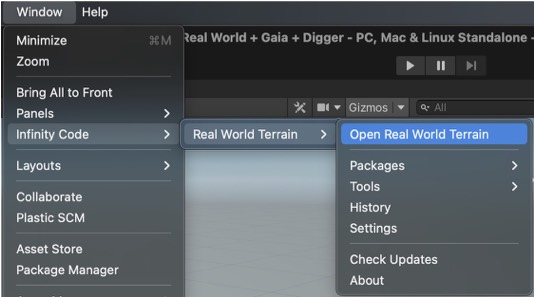 Window Help
Minimize ⌘M
Real World + Gaia + Digger - PC, Mac & Linux Standalone -
Zoom
Bring All to Front
Panels
Gizmos
All
Infinity Code
Real World Terrain
Open Real World Terrain
Layouts
Packages
Tools
Collaborate
History
Plastic SCM
Settings
Asset Store
Check Updates
Package Manager
About